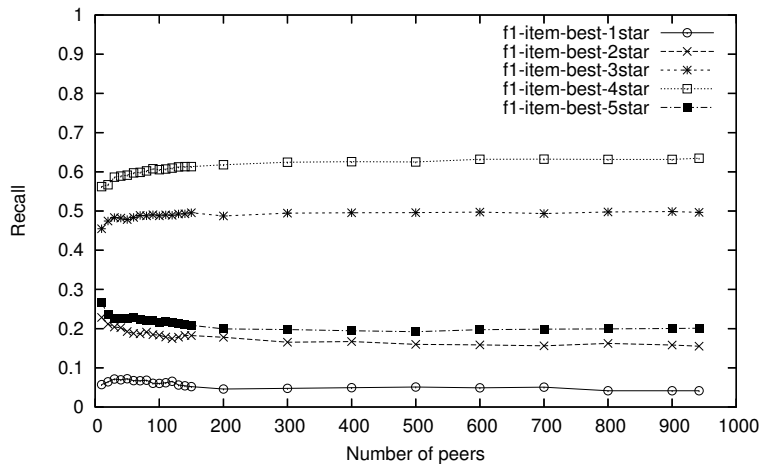 1
0.9
0.8
0.7
0.6
0.5
0.4
0.3
0.2
0.1
0
Recall
f1-item-best-1star
f1-item-best-2star
f1-item-best-3star
f1-item-best-4star
f1-item-best-5star
0 100 200 300 400 500 600 700 800 900 1000
Number of peers